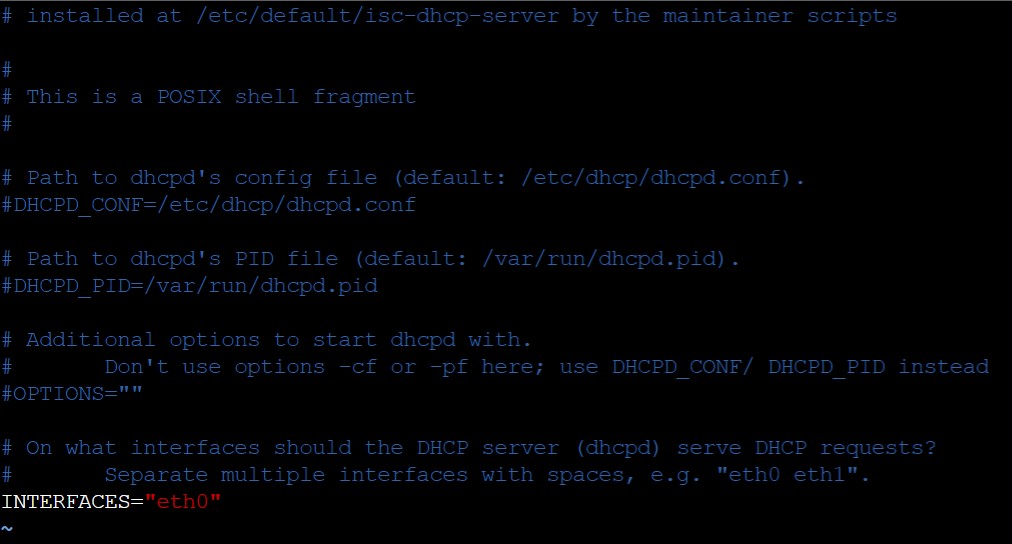 # installed at /etc/default/isc-dhcp-server by the maintainer scripts
#
# This is a POSIX shell fragment
#
# Path to dhcpd's config file (default: /etc/dhcp/dhcpd.conf).
#DHCPD_CONF=/etc/dhcp/dhcpd.conf
# Path to dhcpd's PID file (default: /var/run/dhcpd.pid).
#DHCPD_PID=/var/run/dhcpd.pid
# Additional options to start dhcpd with.
#       Don't use options -cf or -pf here; use DHCPD_CONF/ DHCPD_PID instead
#OPTIONS=""
# On what interfaces should the DHCP server (dhcpd) serve DHCP requests?
#       Separate multiple interfaces with spaces, e.g. "eth0 eth1".
INTERFACES="eth0"
~